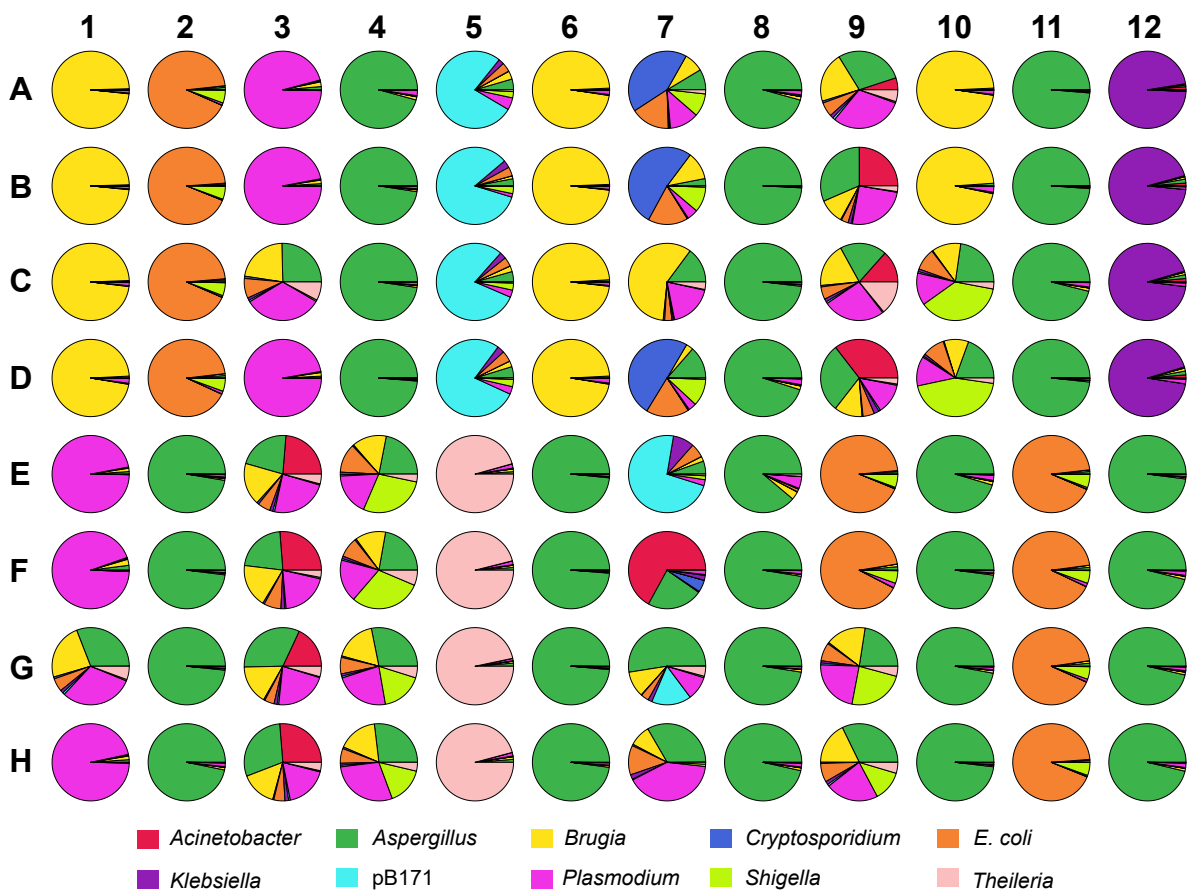 1 2 3 4 5 6 7 8 9 10 11 12
A
B
C
D
E
F
G
H
Acinetobacter Aspergillus Brugia Cryptosporidium E. coli
Klebsiella pB171 Plasmodium Shigella Theileria